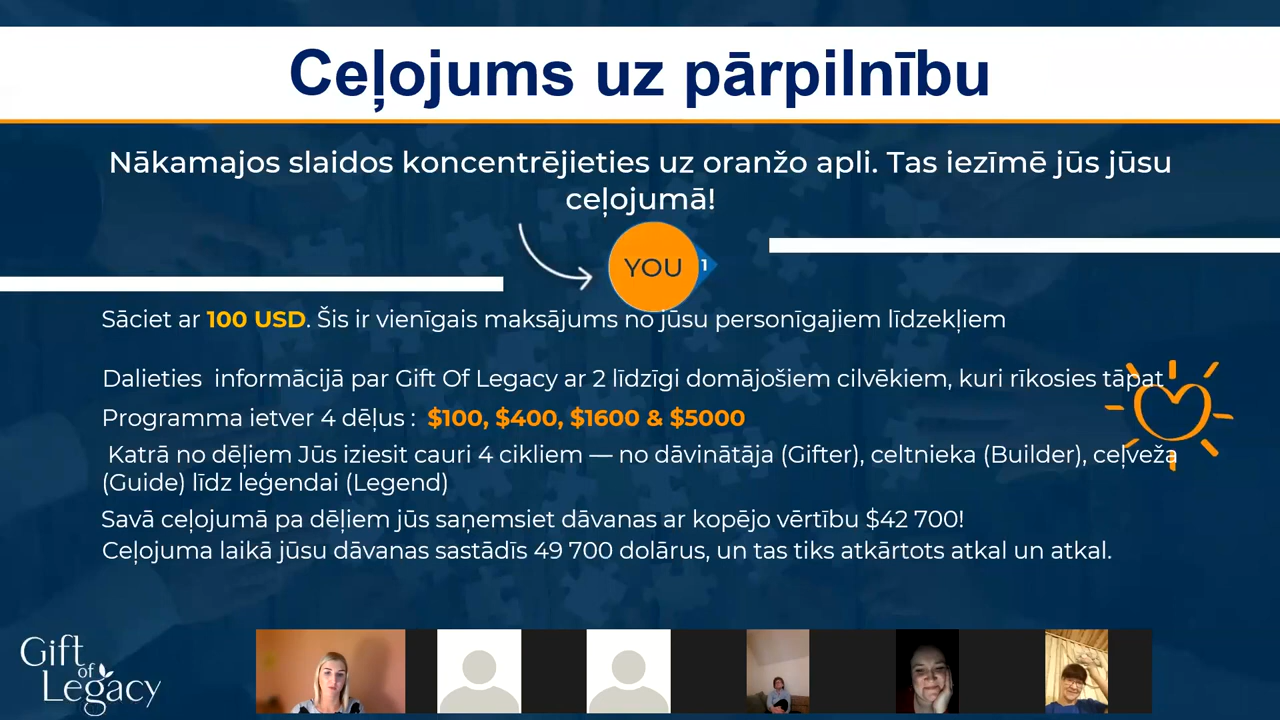 Ceļojums uz pārpilnību
Nākamajos slaidos koncentrējieties uz oranžo apli. Tas iezīmē jūs jūsu
ceļojumā!
YOU
1
Sāciet ar 100 USD. Šis ir vienīgais maksājums no jūsu personīgajiem līdzekļiem
Dalieties informācijā par Gift Of Legacy ar 2 līdzīgi domājošiem cilvēkiem, kuri rīkosies tāpat
Programma ietver 4 dēļus : $100, $400, $1600 & $5000
Katrā no dēļiem Jūs iziesit cauri 4 cikliem — no dāvinātāja (Gifter), celtnieka (Builder), ceļveža
(Guide) līdz leģendai (Legend)
Savā ceļojumā pa dēļiem jūs saņemsiet dāvanas ar kopējo vērtību $42 700!
Ceļojuma laikā jūsu dāvanas sastādīs 49 700 dolārus, un tas tiks atkārtots atkal un atkal.
Gift
of
Legacy